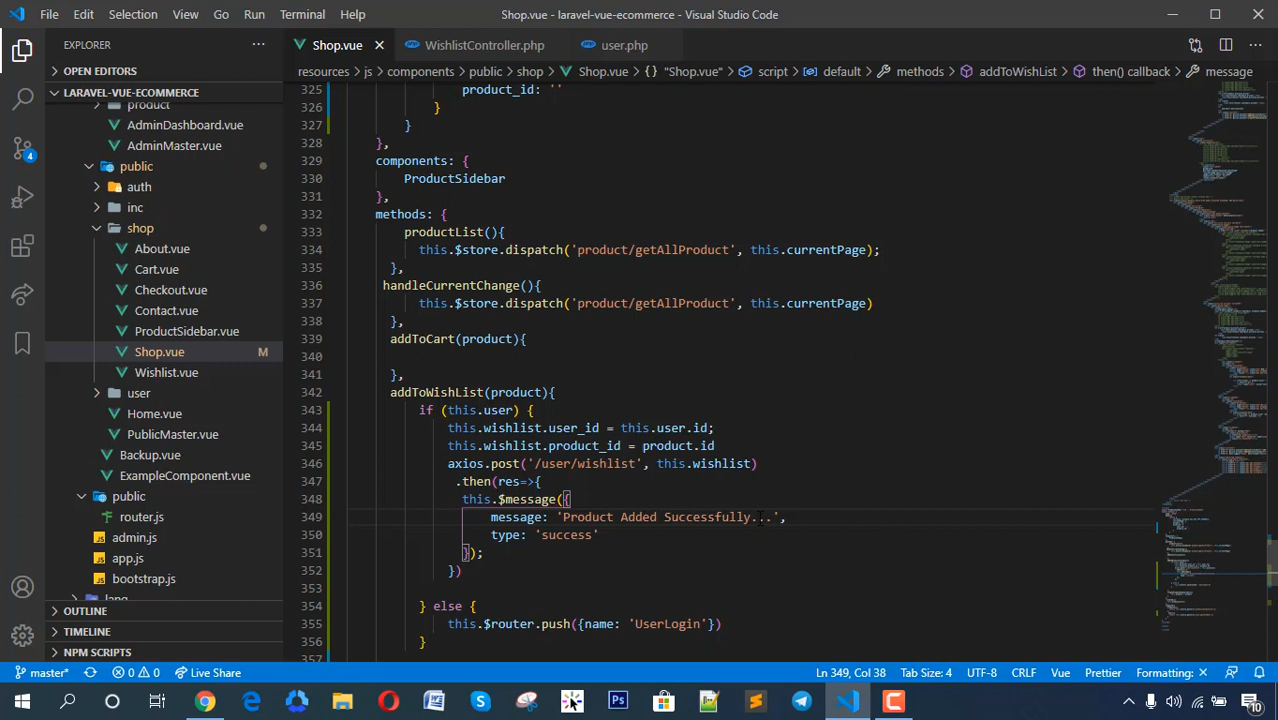 File Edit Selection View Go Run Terminal Help
Shop.vue - laravel-vue-ecommerce - Visual Studio Code
EXPLORER
Shop.vue WishlistController.php user.php
OPEN EDITORS
resources > js > components > public > shop > Shop.vue > {} "Shop.vue" > script > default > methods > addToWishList > then() callback > message
LARAVEL-VUE-ECOMMERCE
product
AdminDashboard.vue
AdminMaster.vue
public
auth
inc
shop
About.vue
Cart.vue
Checkout.vue
Contact.vue
ProductSidebar.vue
Shop.vue M
Wishlist.vue
user
Home.vue
PublicMaster.vue
Backup.vue
ExampleComponent.vue
public
router.js
admin.js
app.js
bootstrap.js
lang
OUTLINE
TIMELINE
NPM SCRIPTS
4
325 product_id: ''
326 }
327 }
328 },
329 components: {
330 ProductSidebar
331 },
332 methods: {
333 productList(){
334 this.$store.dispatch('product/getAllProduct', this.currentPage);
335 },
336 handleCurrentChange(){
337 this.$store.dispatch('product/getAllProduct', this.currentPage)
338 },
339 addToCart(product){
340
341 },
342 addToWishList(product){
343 if (this.user) {
344 this.wishlist.user_id = this.user.id;
345 this.wishlist.product_id = product.id
346 axios.post('/user/wishlist', this.wishlist)
347 .then(res=>{
348 this.$message({
349 message: 'Product Added Successfully...',
350 type: 'success'
351 });
352 })
353
354 } else {
355 this.$router.push({name: 'UserLogin'})
356 }
357
master* 0 0 Live Share Ln 349, Col 38 Tab Size: 4 UTF-8 CRLF Vue Prettier Formatting: ×
10